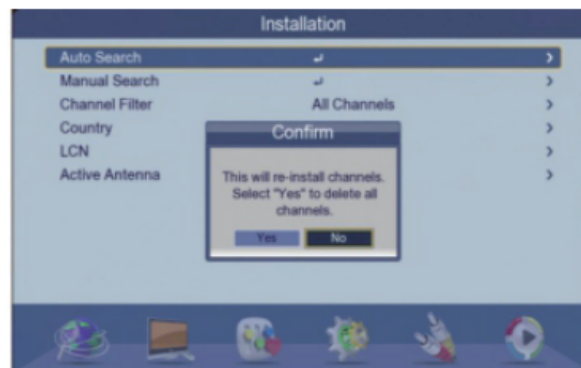 Installation
Auto Search
Manual Search
Channel Filter All Channels
Country
LCN
Active Antenna
Confirm
This will re-install channels.
Select "Yes" to delete all
channels.
Yes No